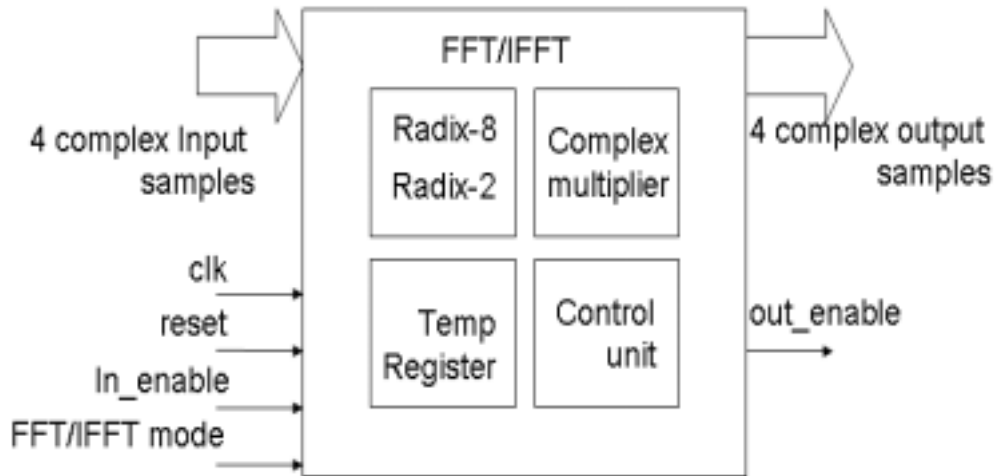 FFT/IFFT
4 complex Input
samples
Radix-8
Radix-2
Complex
multiplier
4 complex output
samples
clk
reset
In_enable
FFT/IFFT mode
Temp
Register
Control
unit
out_enable